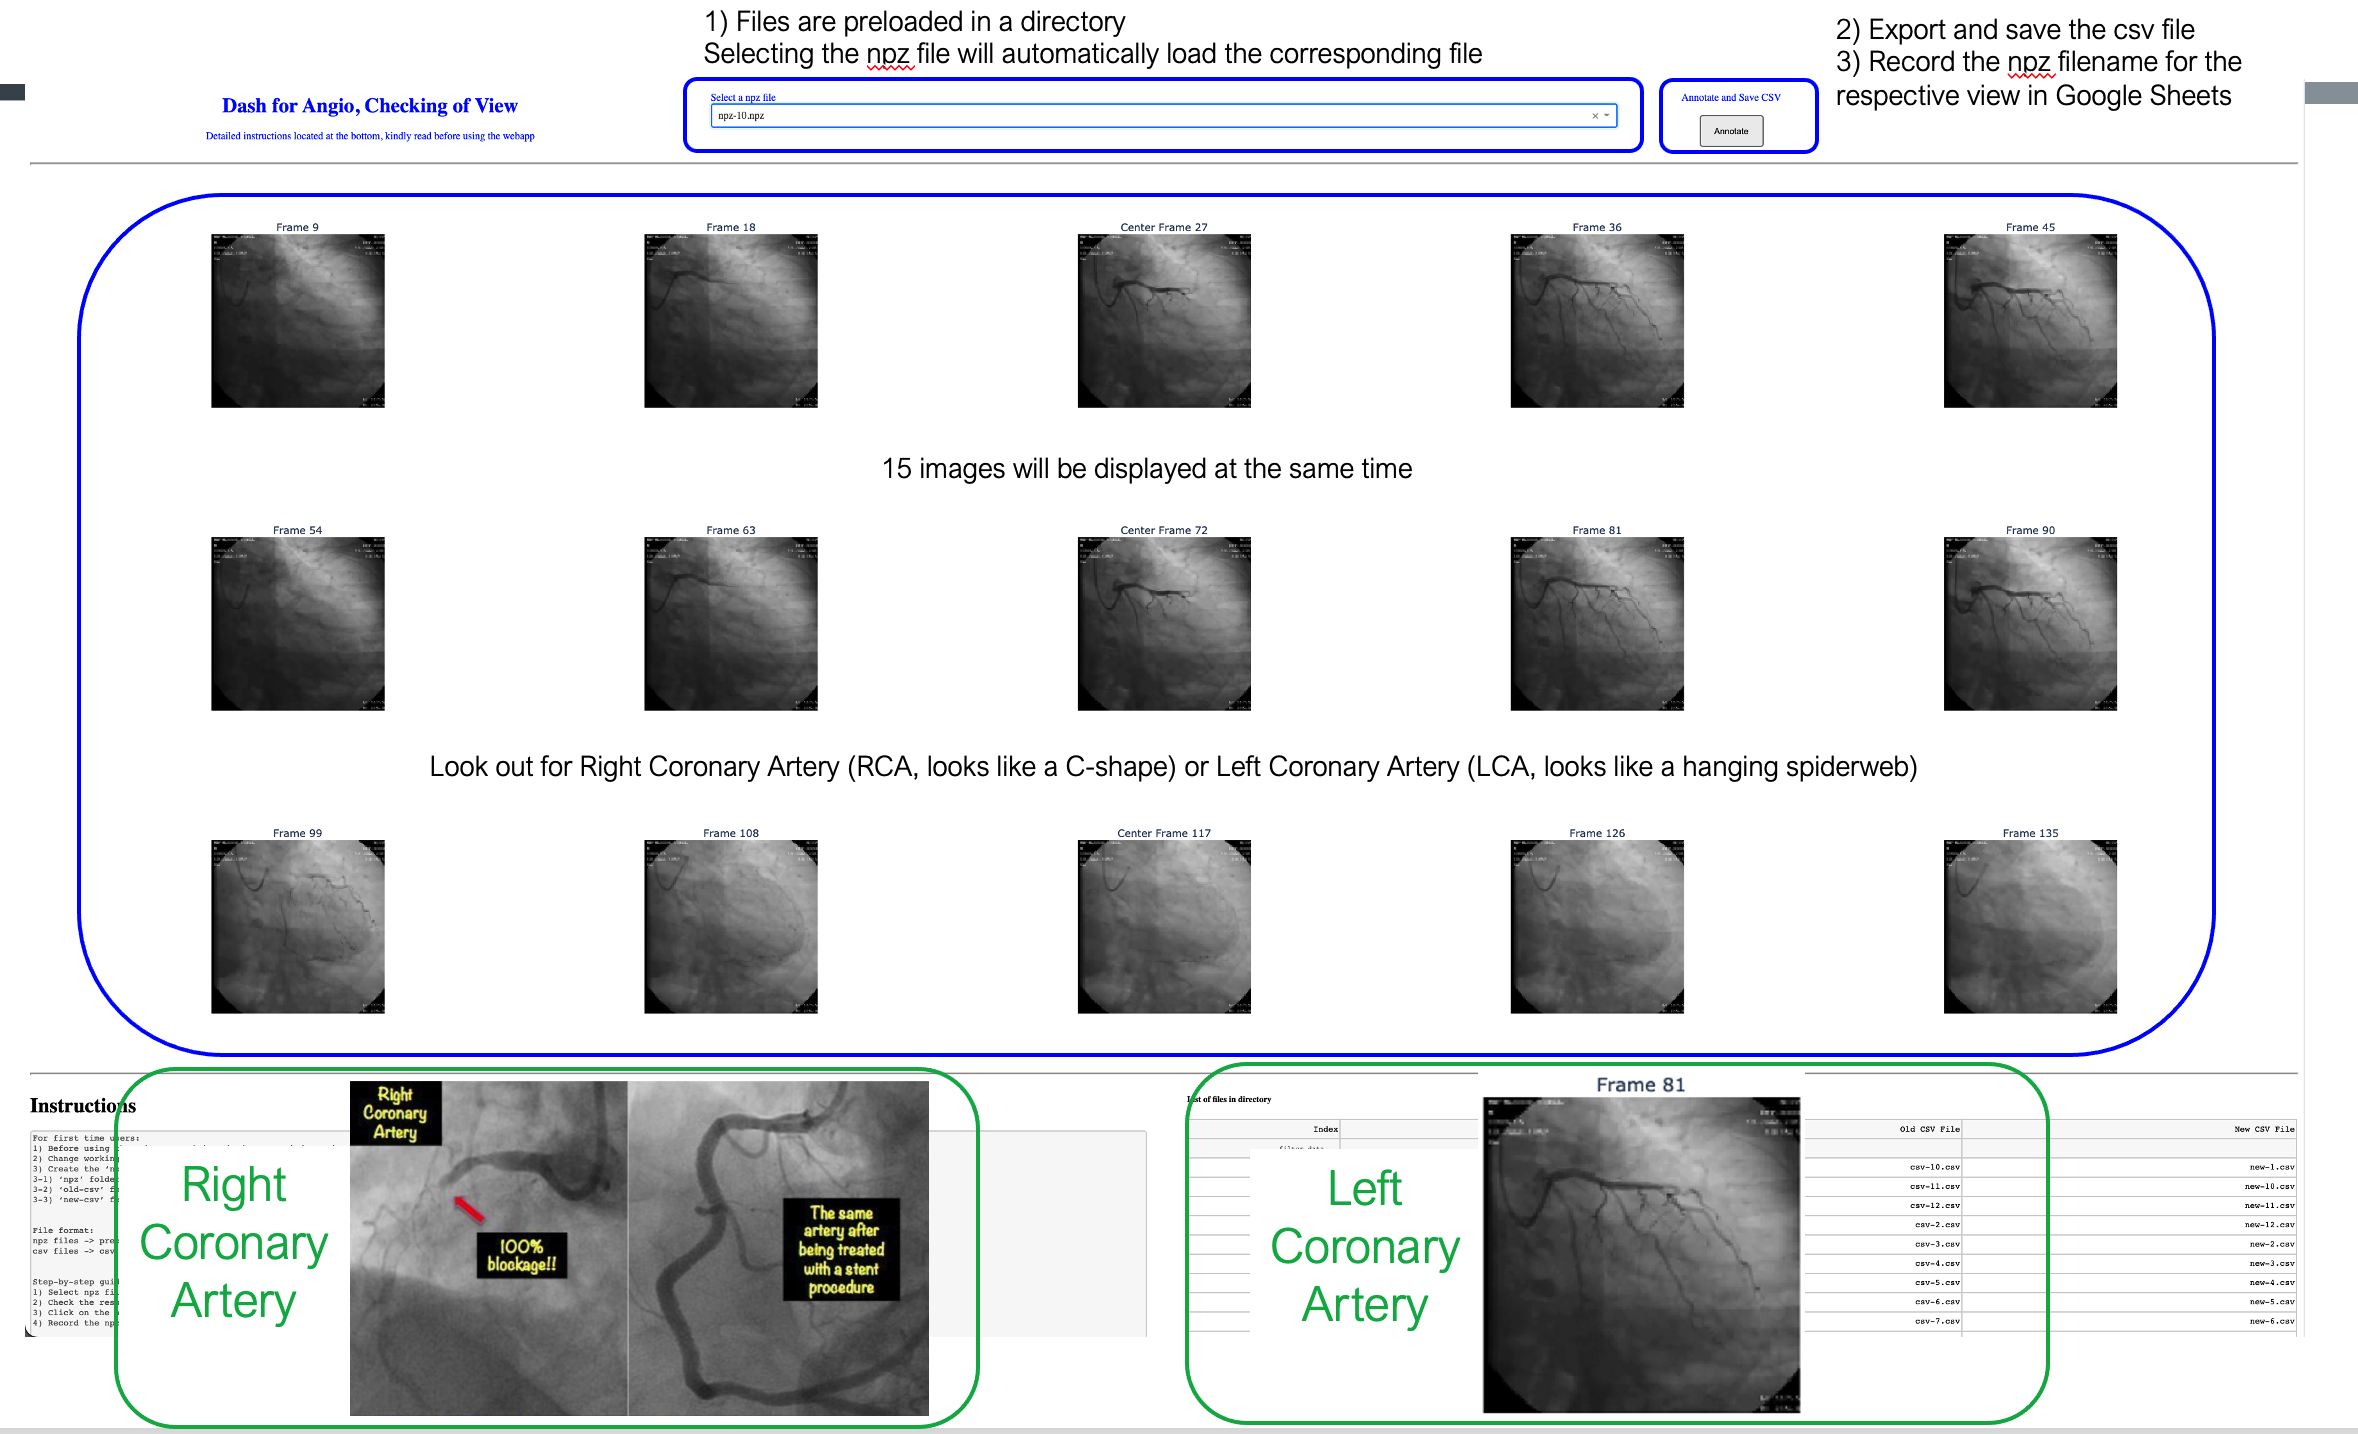 1) Files are preloaded in a directory
Selecting the npz file will automatically load the corresponding file
2) Export and save the csv file
3) Record the npz filename for the
respective view in Google Sheets
Dash for Angio, Checking of View
Detailed instructions located at the bottom, kindly read before using the webapp
Select a npz file
npz-10.npz
Annotate and Save CSV
Annotate
Frame 9
Frame 18
Center Frame 27
Frame 36
Frame 45
15 images will be displayed at the same time
Frame 54
Frame 63
Center Frame 72
Frame 81
Frame 90
Look out for Right Coronary Artery (RCA, looks like a C-shape) or Left Coronary Artery (LCA, looks like a hanging spiderweb)
Frame 99
Frame 108
Center Frame 117
Frame 126
Frame 135
Instructions
For first time users:
1) Before using
2) Change working
3) Create the
3-1) 'npz' folde
3-2) 'old-csv' f
3-3) 'new-csv' f
File format:
npz files -> pre
csv files -> csv
Step-by-step guid
1) Select npz fi
2) Check the res
3) Click on the
4) Record the np
Right
Coronary
Artery
Right
Coronary
Artery
100%
blockage!!
The same
artery after
being treated
with a stent
procedure
List of files in directory
Index
Old CSV File
New CSV File
filter data...
csv-10.csv
new-1.csv
csv-11.csv
new-10.csv
csv-12.csv
new-11.csv
csv-2.csv
new-12.csv
csv-3.csv
new-2.csv
csv-4.csv
new-3.csv
csv-5.csv
new-4.csv
csv-6.csv
new-5.csv
csv-7.csv
new-6.csv
Left
Coronary
Artery
Frame 81